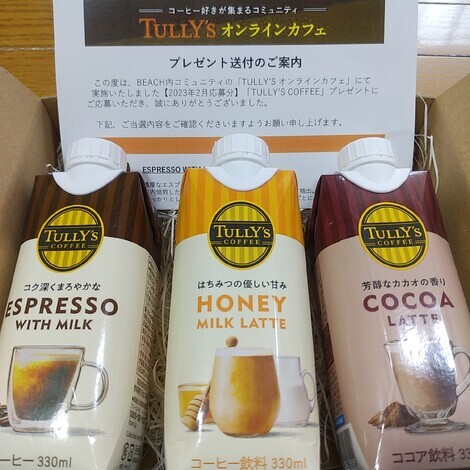 コーヒー好きが集まるコミュニティ
TULLY'S オンラインカフェ
プレゼント送付のご案内
この度は、BEACH内コミュニティの「TULLY'S オンラインカフェ」にて
実施いたしました【2023年2月応募分】「TULLY'S COFFEE」プレゼントに
ご応募いただき、誠にありがとうございました。
下記、ご当選内容をご確認くださいますようお願い申し上げます。
ESPRESSO WITH
TULLY'S
COFFEE
コク深くまろやかな
ESPRESSO
WITH MILK
コーヒー 330ml
TULLY'S
COFFEE
はちみつの優しい甘み
HONEY
MILK LATTE
コーヒー飲料 330ml
TULLY'S
COFFEE
芳醇なカカオの香り
COCOA
LATTE
ココア飲料 330